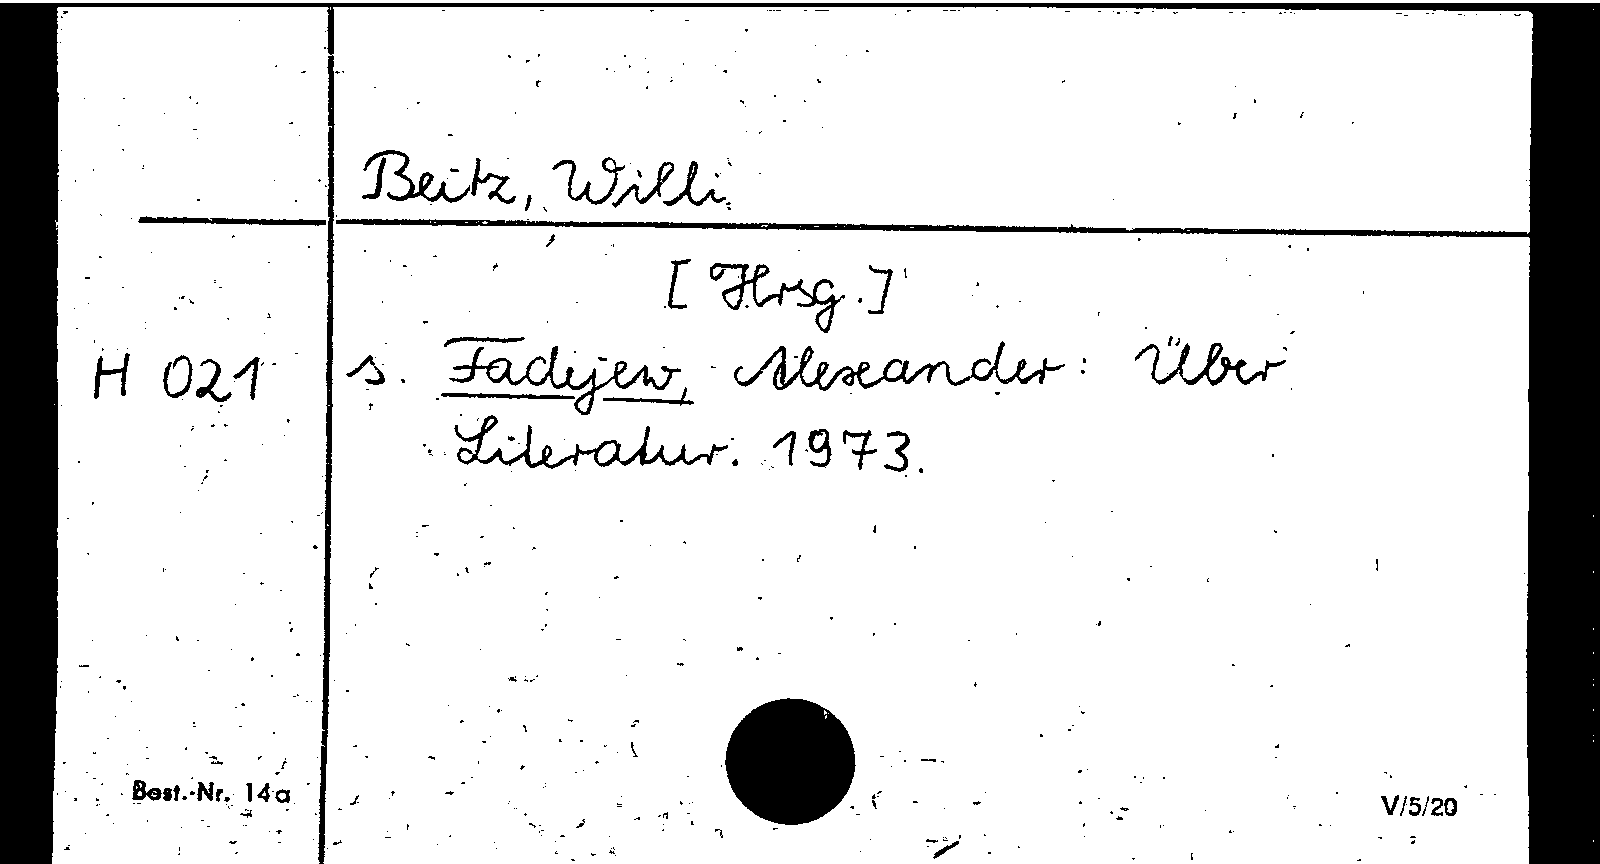 Beitz, Willi
[Hrsg.]
H 021 s. Fadejew, Alexander: Über
Literatur. 1973.
Best.-Nr. 14a V/5/20